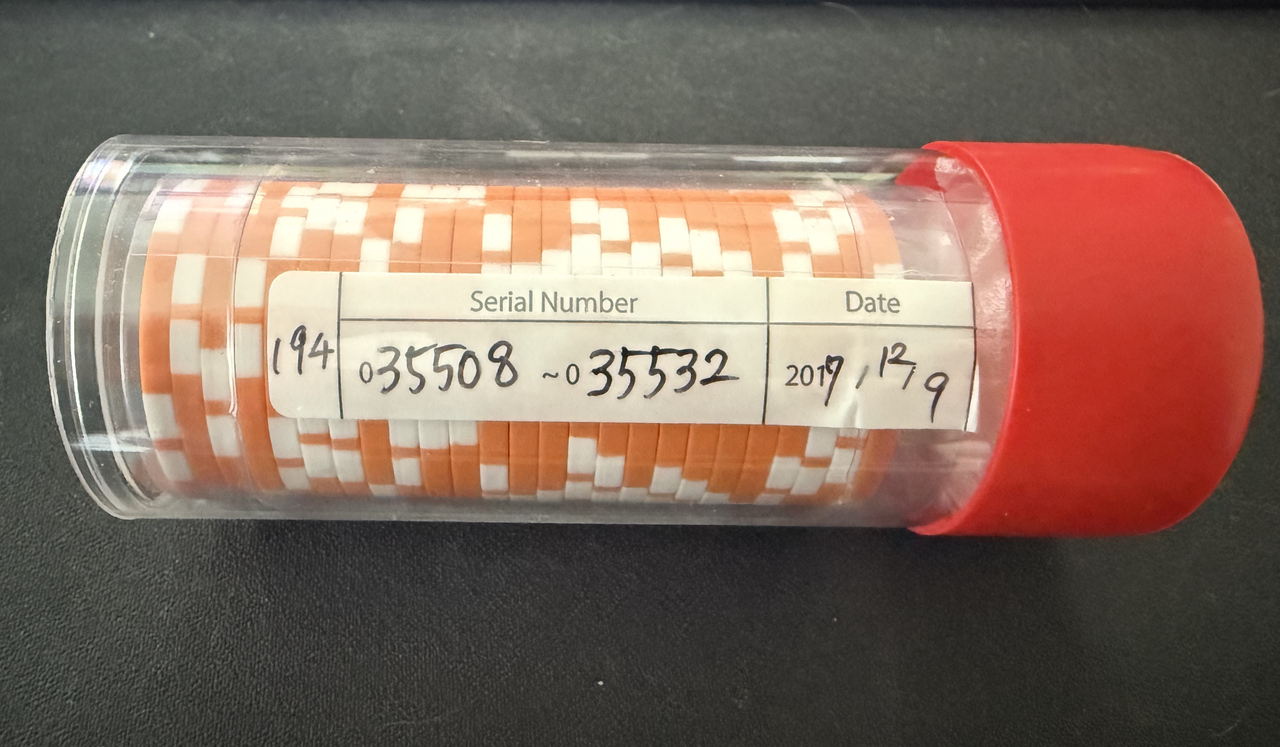 Serial Number Date
194 035508 ~ 035532 2017, 12/9